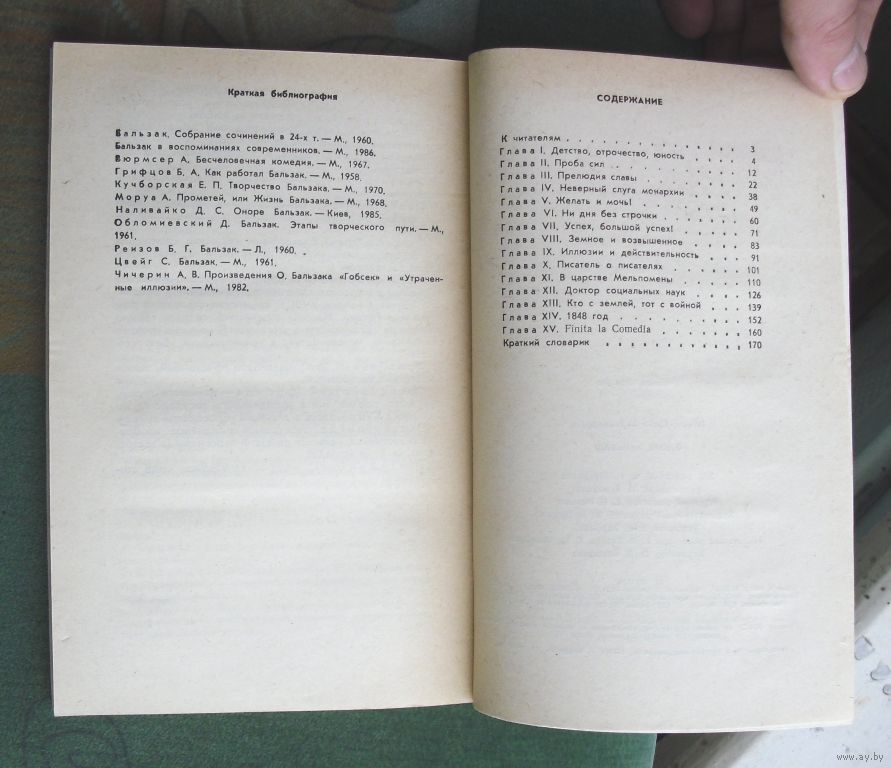 Краткая библиография
Бальзак. Собрание сочинений в 24-х т. — М., 1960.
Бальзак в воспоминаниях современников. — М., 1986.
Вюрмсер А. Бесчеловечная комедия. — М., 1967.
Грифцов Б. А. Как работал Бальзак. — М., 1958.
Кучборская Е. П. Творчество Бальзака. — М., 1970.
Моруа А. Прометей, или Жизнь Бальзака. — М., 1968.
Наливайко Д. С. Оноре Бальзак. — Киев, 1985.
Обломиевский Д. Бальзак. Этапы творческого пути. — М.,
1961.
Реизов Б. Г. Бальзак. — Л., 1960.
Цвейг С. Бальзак. — М., 1961.
Чичерин А. В. Произведения О. Бальзака «Гобсек» и «Утрачен-
ные иллюзии». — М., 1982.
СОДЕРЖАНИЕ
К читателям . . . . . . . . . . . . . 3
Глава I. Детство, отрочество, юность . . . . 4
Глава II. Проба сил . . . . . . . . . . 12
Глава III. Прелюдия славы . . . . . . . 22
Глава IV. Неверный слуга монархии . . . . 38
Глава V. Желать и мочь! . . . . . . . . 49
Глава VI. Ни дня без строчки . . . . . . 60
Глава VII. Успех, большой успех! . . . . . 71
Глава VIII. Земное и возвышенное . . . . 83
Глава IX. Иллюзии и действительность . . . 91
Глава X. Писатель о писателях . . . . . . 101
Глава XI. В царстве Мельпомены . . . . . 110
Глава XII. Доктор социальных наук . . . . 126
Глава XIII. Кто с землей, тот с войной . . . 139
Глава XIV. 1848 год . . . . . . . . . . 152
Глава XV. Finita la Comedia . . . . . . 160
Краткий словарик . . . . . . . . . . 170
www.ay.by